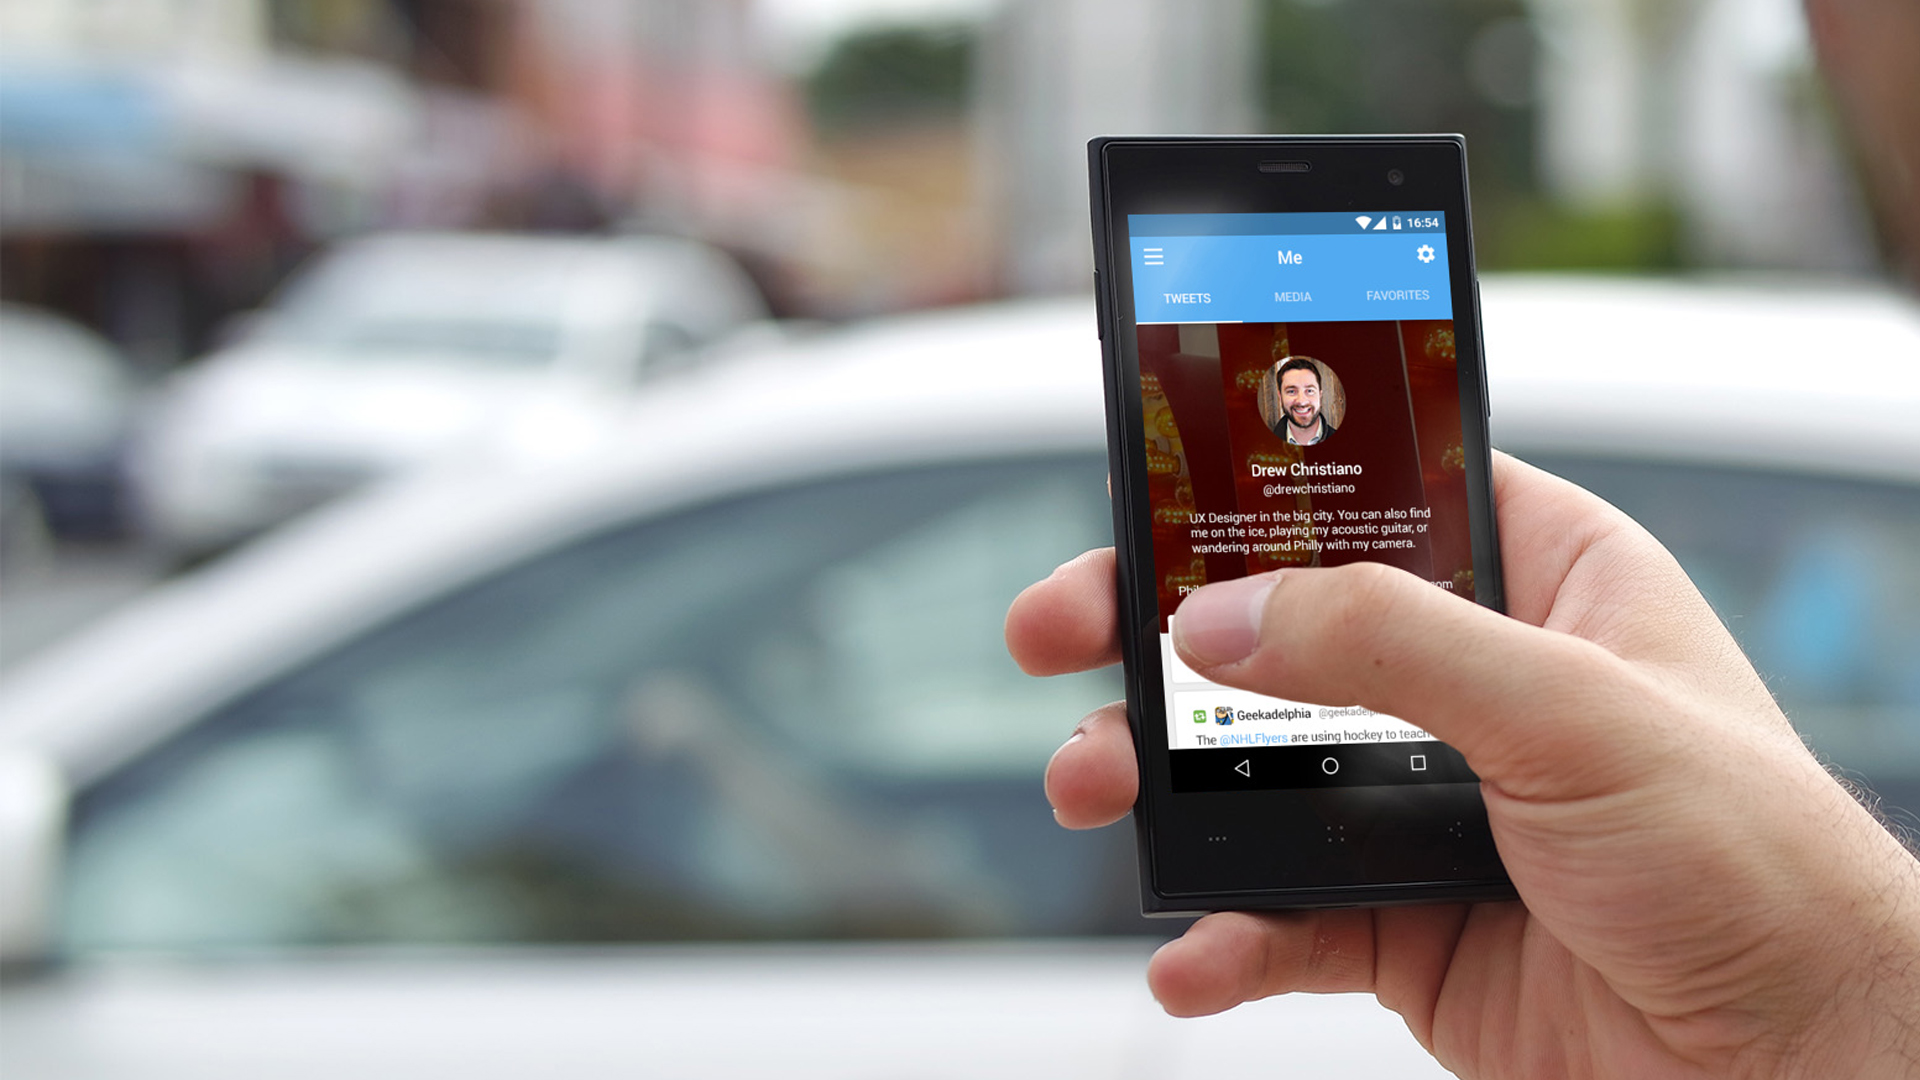 16:54
Me
TWEETS MEDIA FAVORITES
Drew Christiano
@drewchristiano
UX Designer in the big city. You can also find
me on the ice, playing my acoustic guitar, or
wandering around Philly with my camera.
Geekadelphia
The @NHLFlyers are using hockey to teach